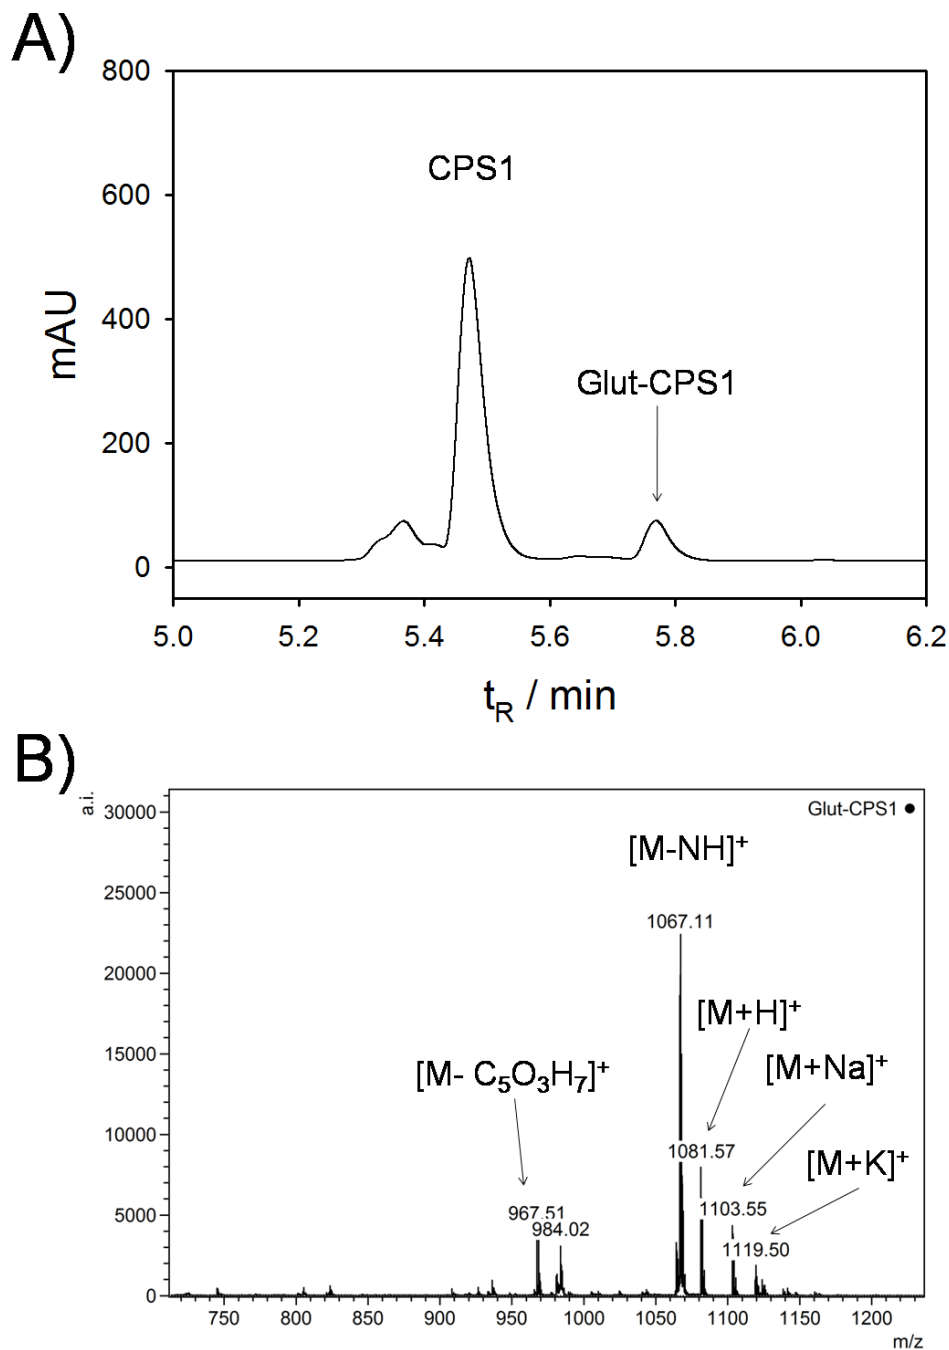 A)
800
CPS1
600
mAU
400
Glut-CPS1
200
0
5.0 5.2 5.4 5.6 5.8 6.0 6.2
tR / min
B)
a.i.
30000
Glut-CPS1
[M-NH]+
25000
1067.11
20000
[M+H]+
15000
[M- C5O3H7]+
[M+Na]+
10000
1081.57
[M+K]+
5000
967.51
1103.55
984.02
1119.50
0
750 800 850 900 950 1000 1050 1100 1150 1200
m/z